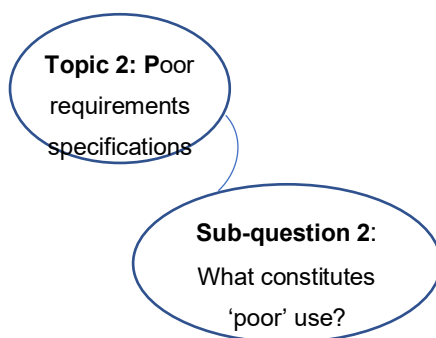 Topic 2: Poor
requirements
specifications
Sub-question 2:
What constitutes
‘poor’ use?